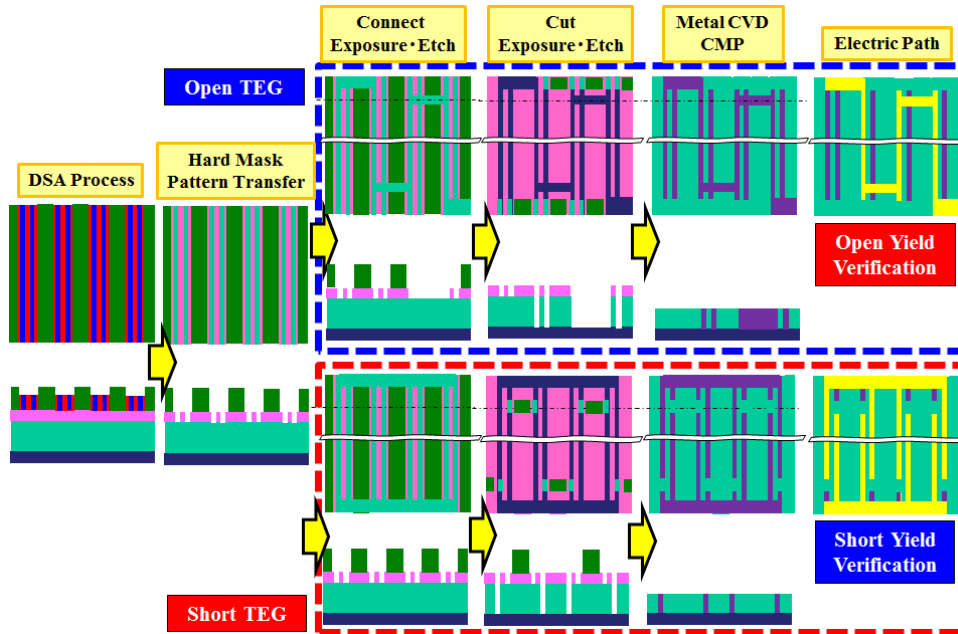 Connect
Exposure・Etch
Cut
Exposure・Etch
Metal CVD
CMP
Electric Path
Open TEG
DSA Process
Hard Mask
Pattern Transfer
Open Yield
Verification
Short Yield
Verification
Short TEG